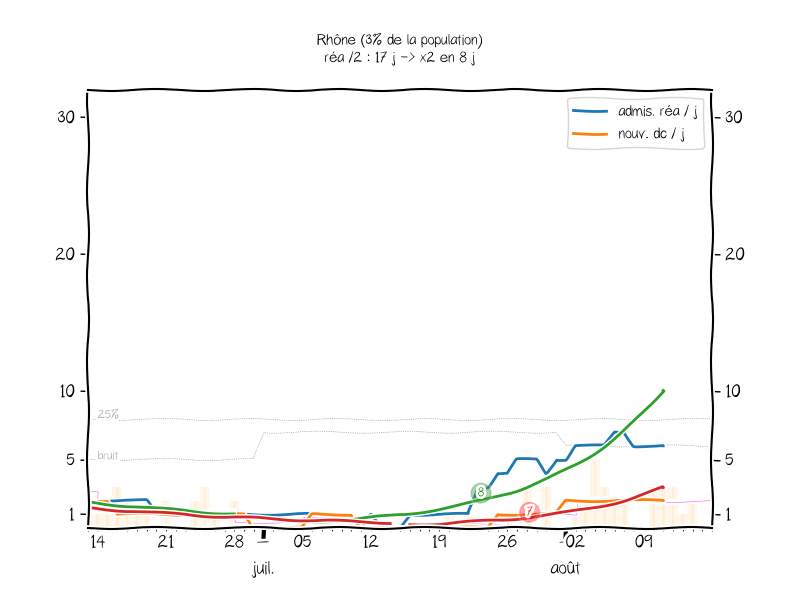 Rhône (3% de la population)
réa /2 : 17 j -> x2 en 8 j
admis. réa / j
nouv. dc / j
30
30
20
20
10
10
25%
bruit
5
5
8
7
1
1
14 21 28 05 12 19 26 02 09
juil. août